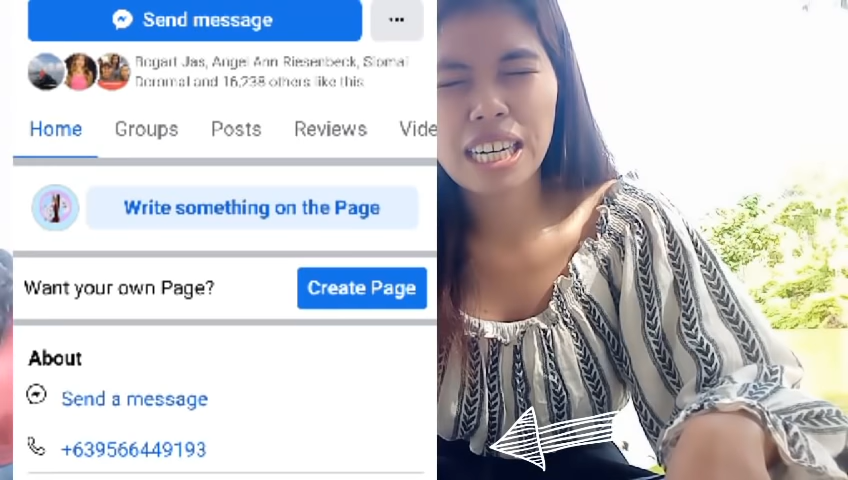 Send message
Bogart Jas, Angel Ann Riesenbeck, Siomai
and 16,238 others like this
Home Groups Posts Reviews Vide
Write something on the Page
Want your own Page?
Create Page
About
Send a message
+639566449193